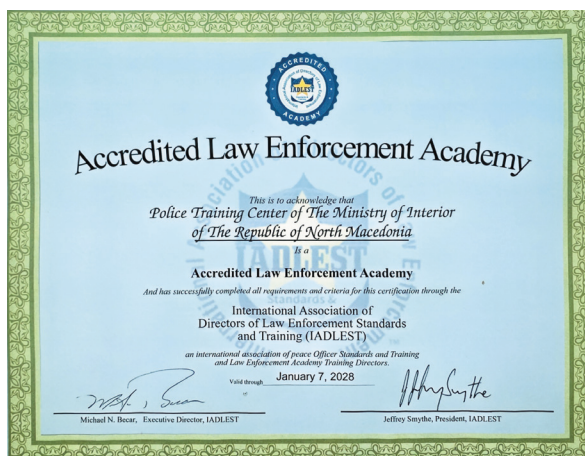 ACCREDITED
IADLEST
ACADEMY
Accredited Law Enforcement Academy
This is to acknowledge that
Police Training Center of The Ministry of Interior
of The Republic of North Macedonia
Is a
Accredited Law Enforcement Academy
And has successfully completed all requirements and criteria for this certification through the
International Association of
Directors of Law Enforcement Standards
and Training (IADLEST)
an international association of peace Officer Standards and Training
and Law Enforcement Academy Training Directors.
Valid through January 7, 2028
Michael N. Becar, Executive Director, IADLEST
Jeffrey Smythe, President, IADLEST